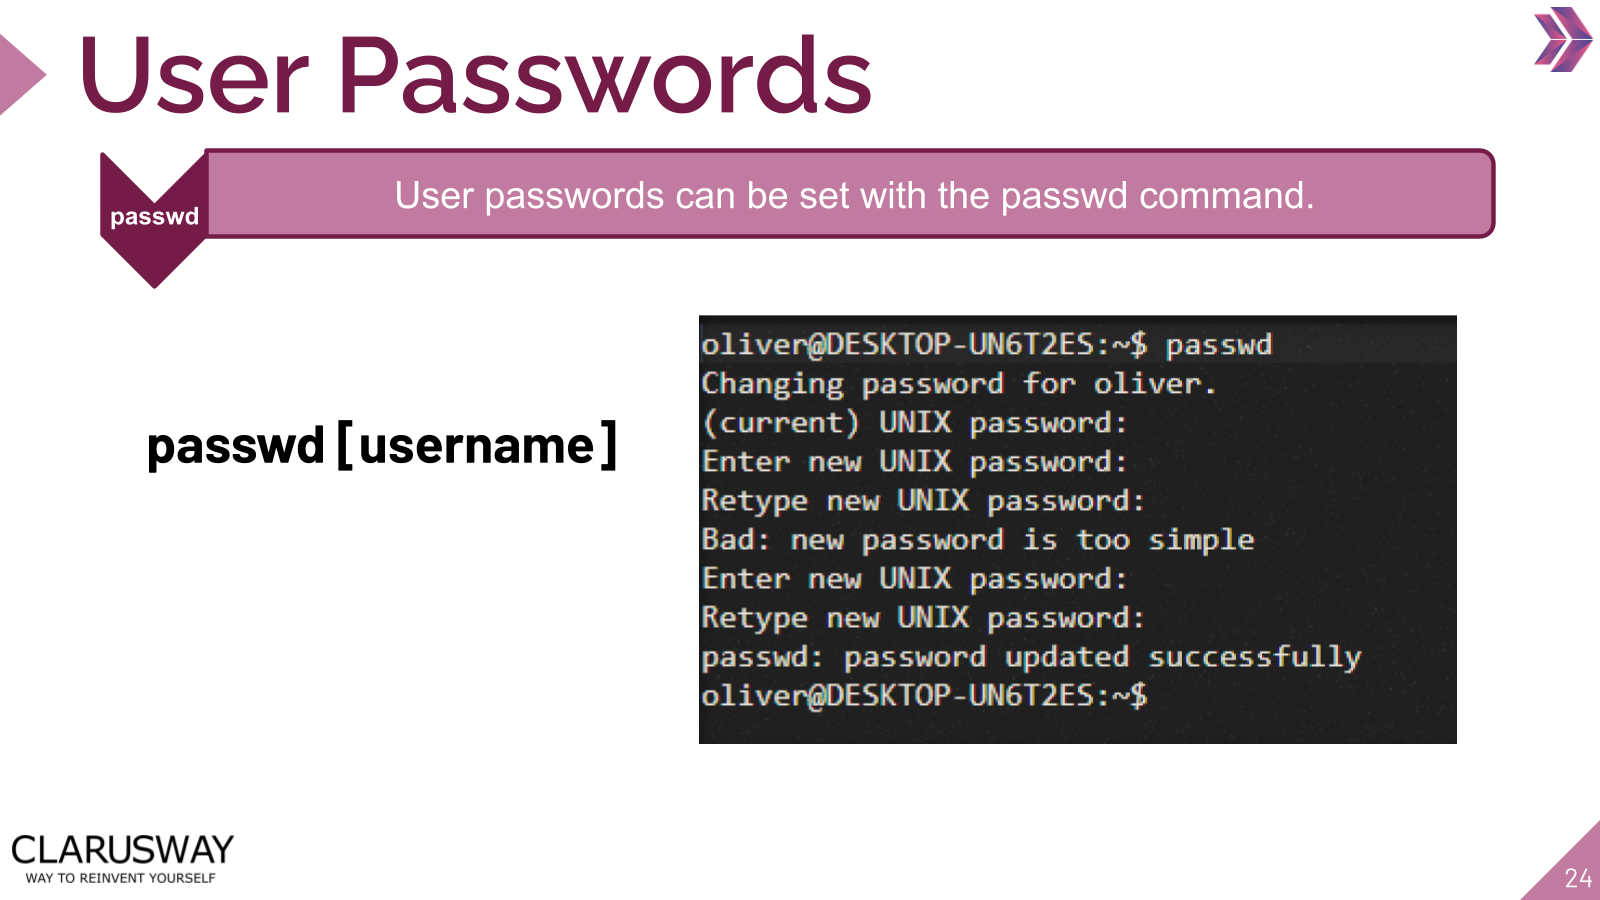 User Passwords
passwd
User passwords can be set with the passwd command.
passwd [username]
oliver@DESKTOP-UN6T2ES:~$ passwd
Changing password for oliver.
(current) UNIX password:
Enter new UNIX password:
Retype new UNIX password:
Bad: new password is too simple
Enter new UNIX password:
Retype new UNIX password:
passwd: password updated successfully
oliver@DESKTOP-UN6T2ES:~$
CLARUSWAY
WAY TO REINVENT YOURSELF
24